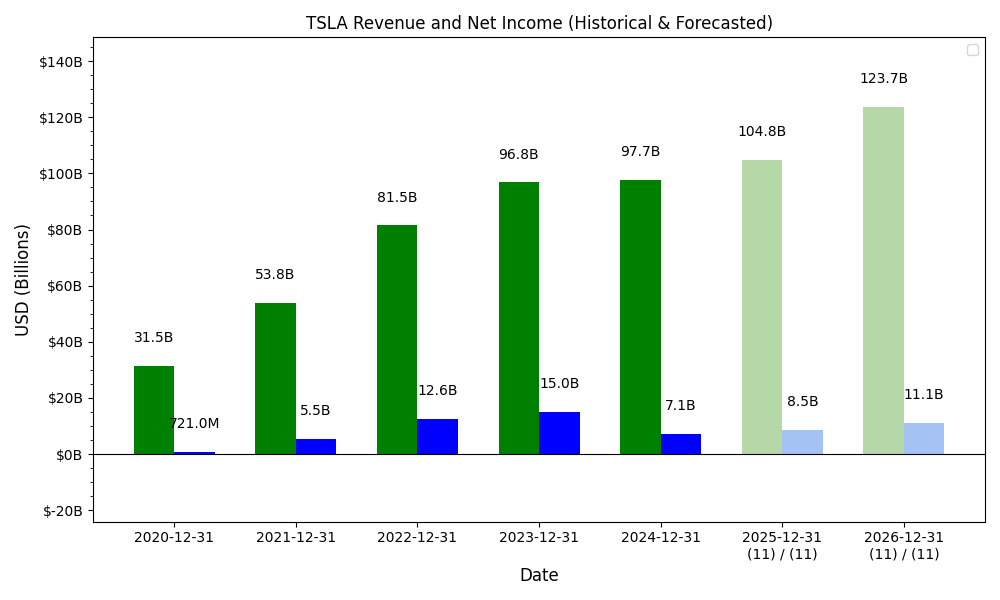 TSLA Revenue and Net Income (Historical & Forecasted)
$140B
$120B
$100B
$80B
$60B
$40B
$20B
$0B
$-20B
USD (Billions)
31.5B
721.0M
53.8B
5.5B
81.5B
12.6B
96.8B
15.0B
97.7B
7.1B
104.8B
8.5B
123.7B
11.1B
2020-12-31
2021-12-31
2022-12-31
2023-12-31
2024-12-31
2025-12-31
(11) / (11)
2026-12-31
(11) / (11)
Date